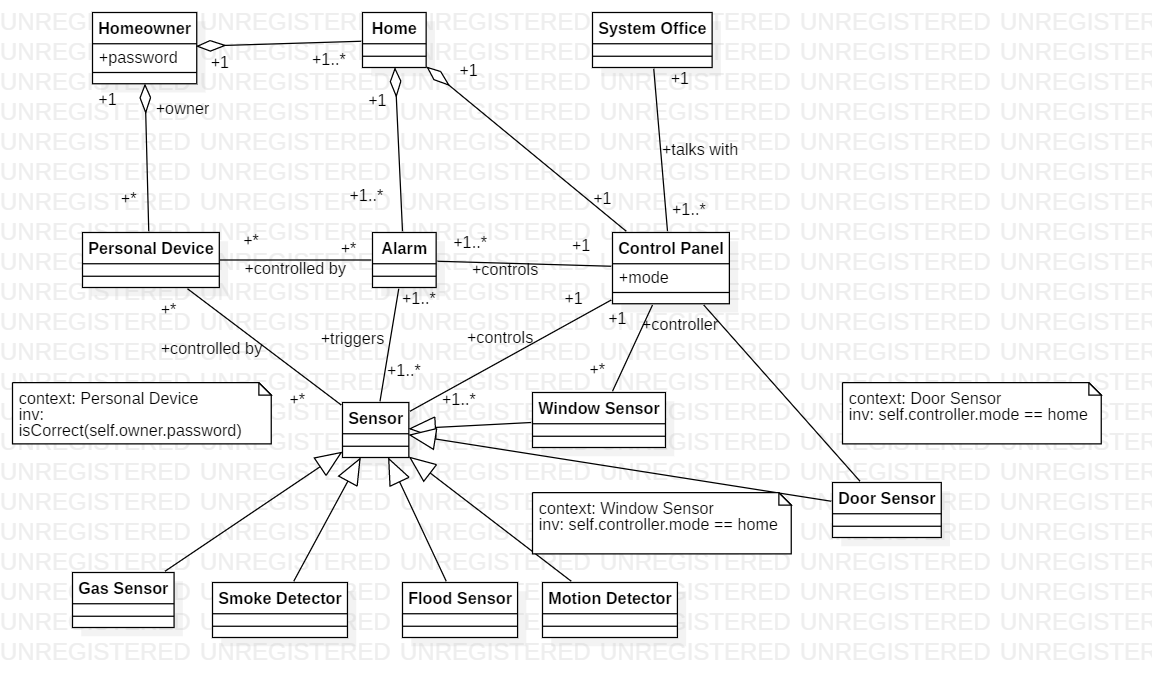 Homeowner
+password
Home
System Office
+1
+1..*
+1
+1
+1
+owner
+1
+talks with
+*
+1..*
+1
+1..*
Personal Device
+*
+*
+controlled by
Alarm
+1..*
+1
+controls
Control Panel
+mode
+*
+controlled by
+1..*
+triggers
+1..*
+1
+controls
+1..*
+1
+controller
+*
+*
context: Personal Device
inv:
isCorrect(self.owner.password)
Sensor
Window Sensor
context: Door Sensor
inv: self.controller.mode == home
context: Window Sensor
inv: self.controller.mode == home
Door Sensor
Gas Sensor
Smoke Detector
Flood Sensor
Motion Detector
UNREGISTERED